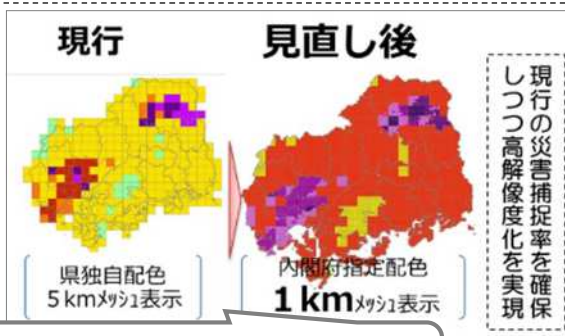 現行
見直し後
県独自配色
5kmメッシュ表示
内閣府指定配色
1kmメッシュ表示
現行の災害捕捉率を確保
しつつ高解像度化を実現